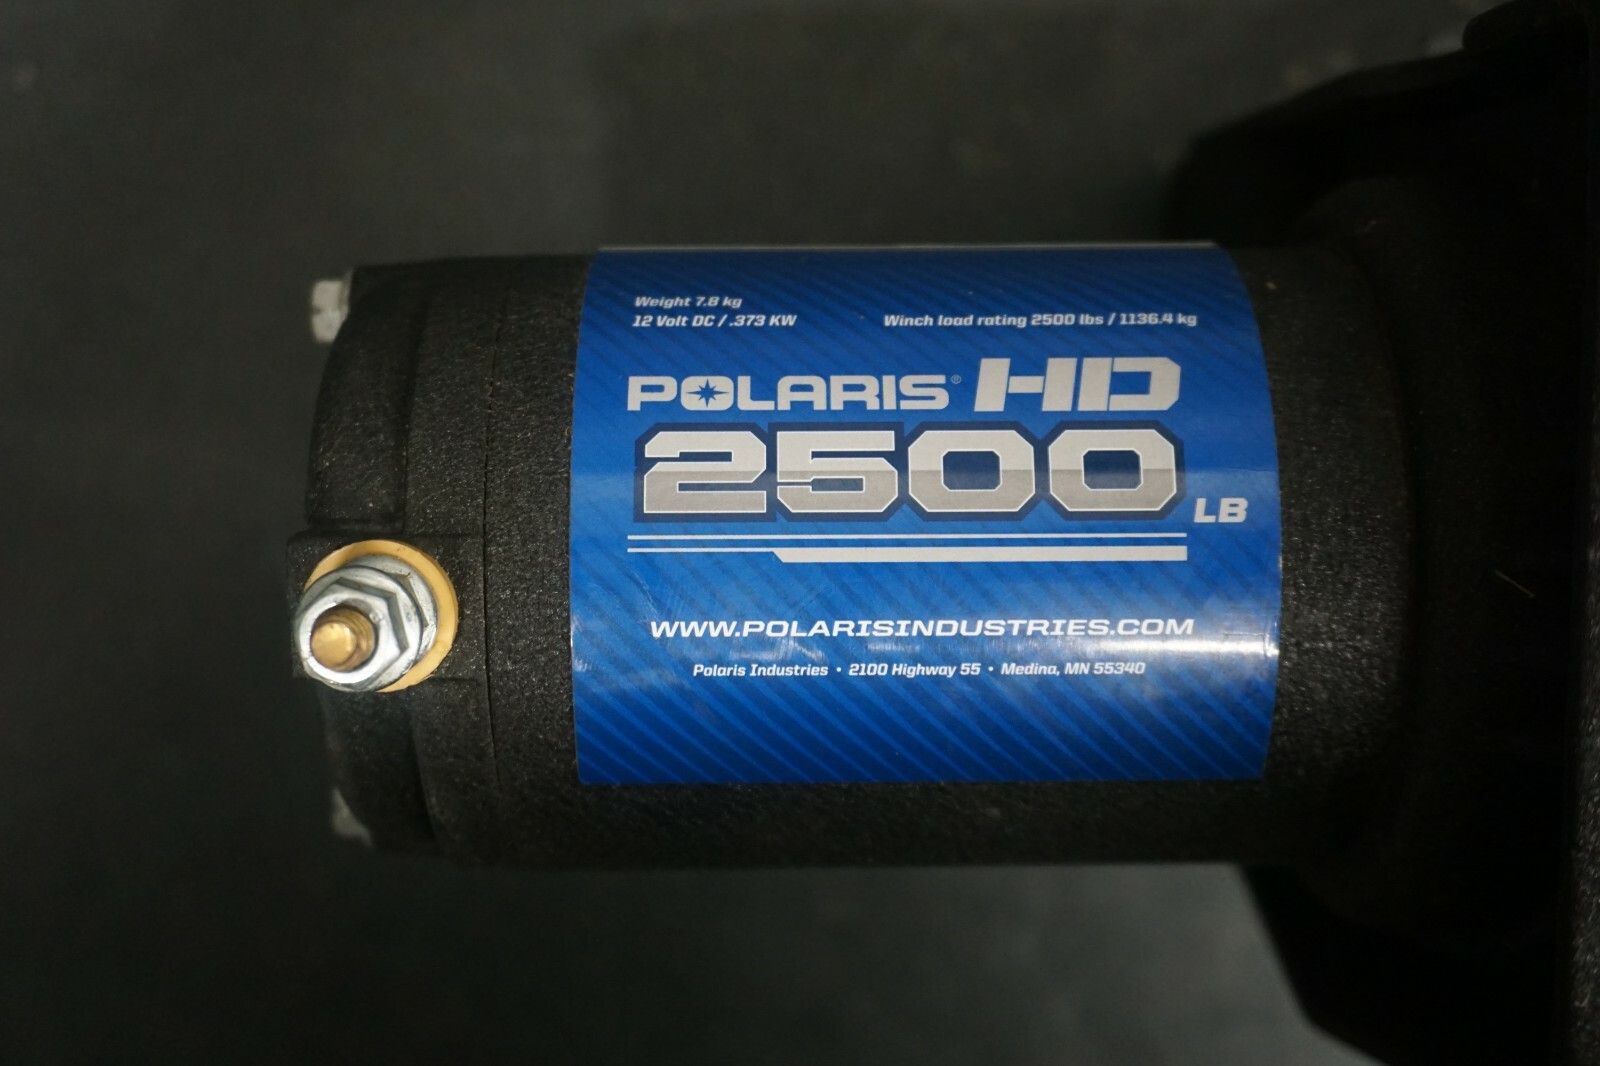 Weight 7.8 kg
12 Volt DC / .373 KW
Winch load rating 2500 lbs / 1136.4 kg
POLARIS® HD
2500 LB
WWW.POLARISINDUSTRIES.COM
Polaris Industries • 2100 Highway 55 • Medina, MN 55340